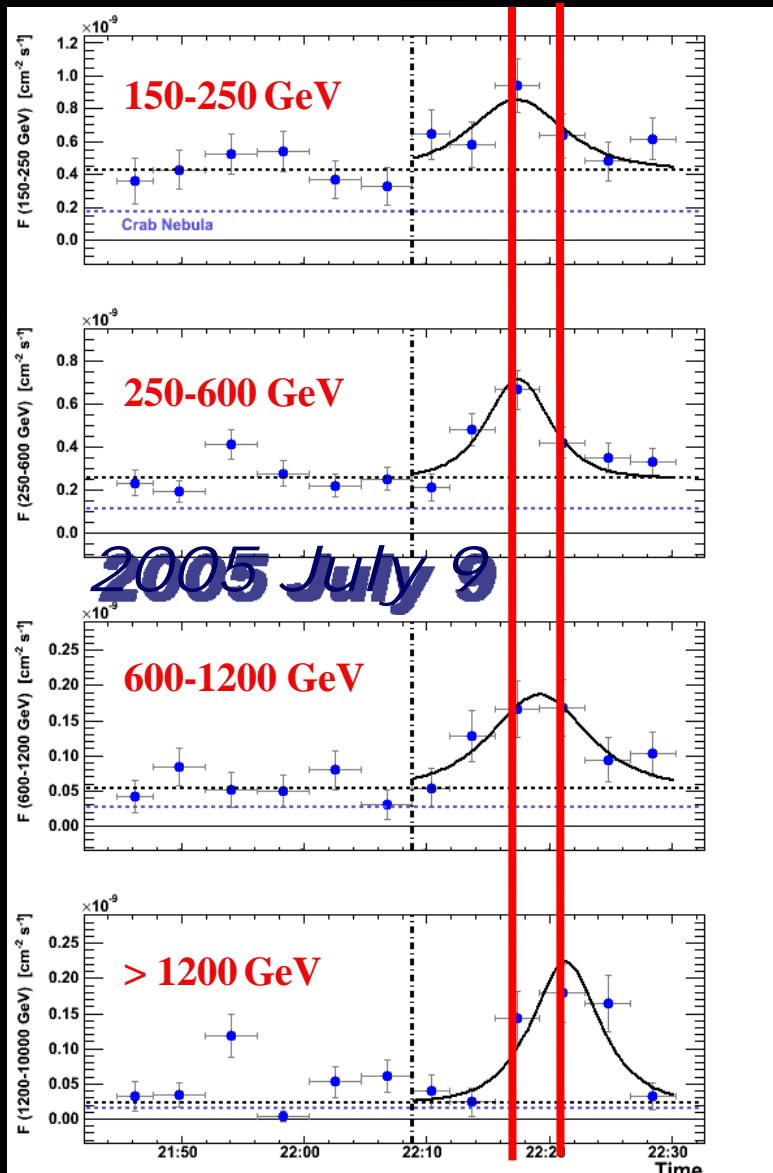 ×10⁻⁹
F (150-250 GeV) [cm⁻² s⁻¹]
1.2
1.0
0.8
0.6
0.4
0.2
0.0
150-250 GeV
Crab Nebula
×10⁻⁹
F (250-600 GeV) [cm⁻² s⁻¹]
0.8
0.6
0.4
0.2
0.0
250-600 GeV
2005 July 9
×10⁻⁹
F (600-1200 GeV) [cm⁻² s⁻¹]
0.25
0.20
0.15
0.10
0.05
0.00
600-1200 GeV
×10⁻⁹
F (1200-10000 GeV) [cm⁻² s⁻¹]
0.25
0.20
0.15
0.10
0.05
0.00
> 1200 GeV
21:50 22:00 22:10 22:20 22:30
Time